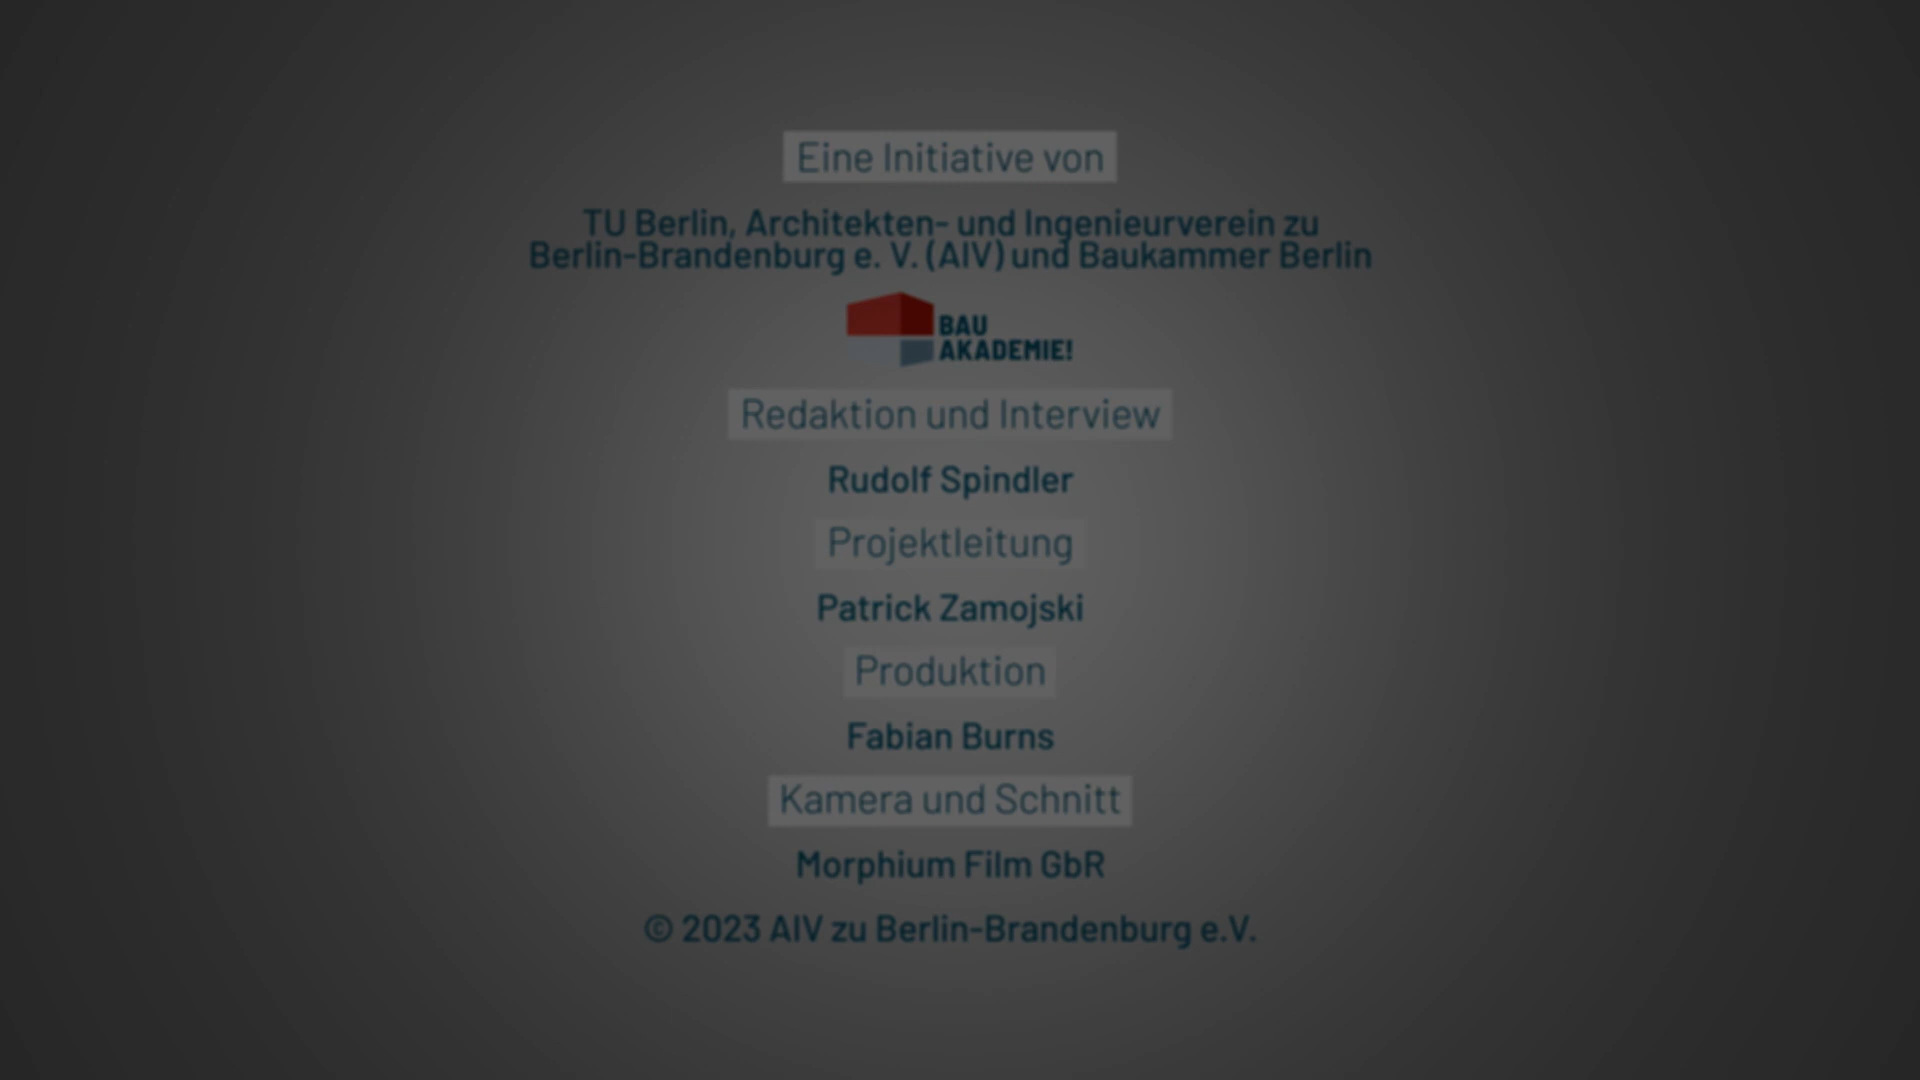 Eine Initiative von
TU Berlin, Architekten- und Ingenieurverein zu
Berlin-Brandenburg e. V. (AIV) und Baukammer Berlin
BAU
AKADEMIE!
Redaktion und Interview
Rudolf Spindler
Projektleitung
Patrick Zamojski
Produktion
Fabian Burns
Kamera und Schnitt
Morphium Film GbR
© 2023 AIV zu Berlin-Brandenburg e.V.